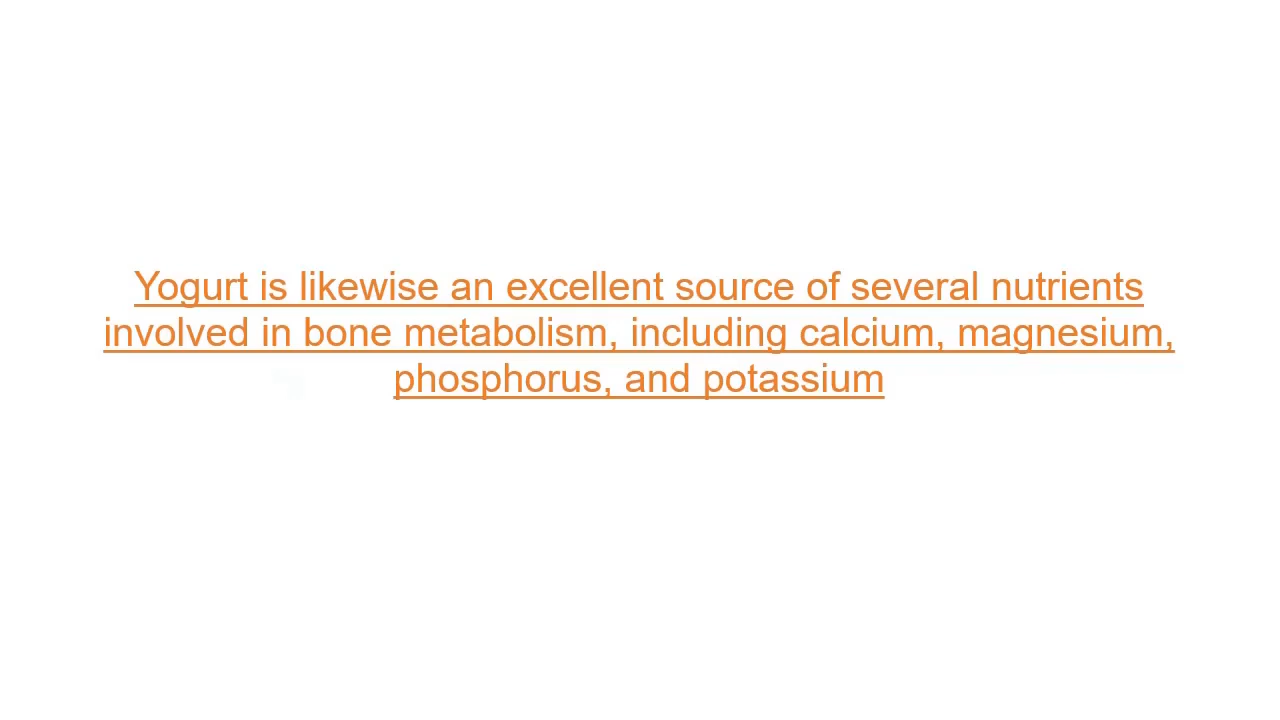 Yogurt is likewise an excellent source of several nutrients
involved in bone metabolism, including calcium, magnesium,
phosphorus, and potassium